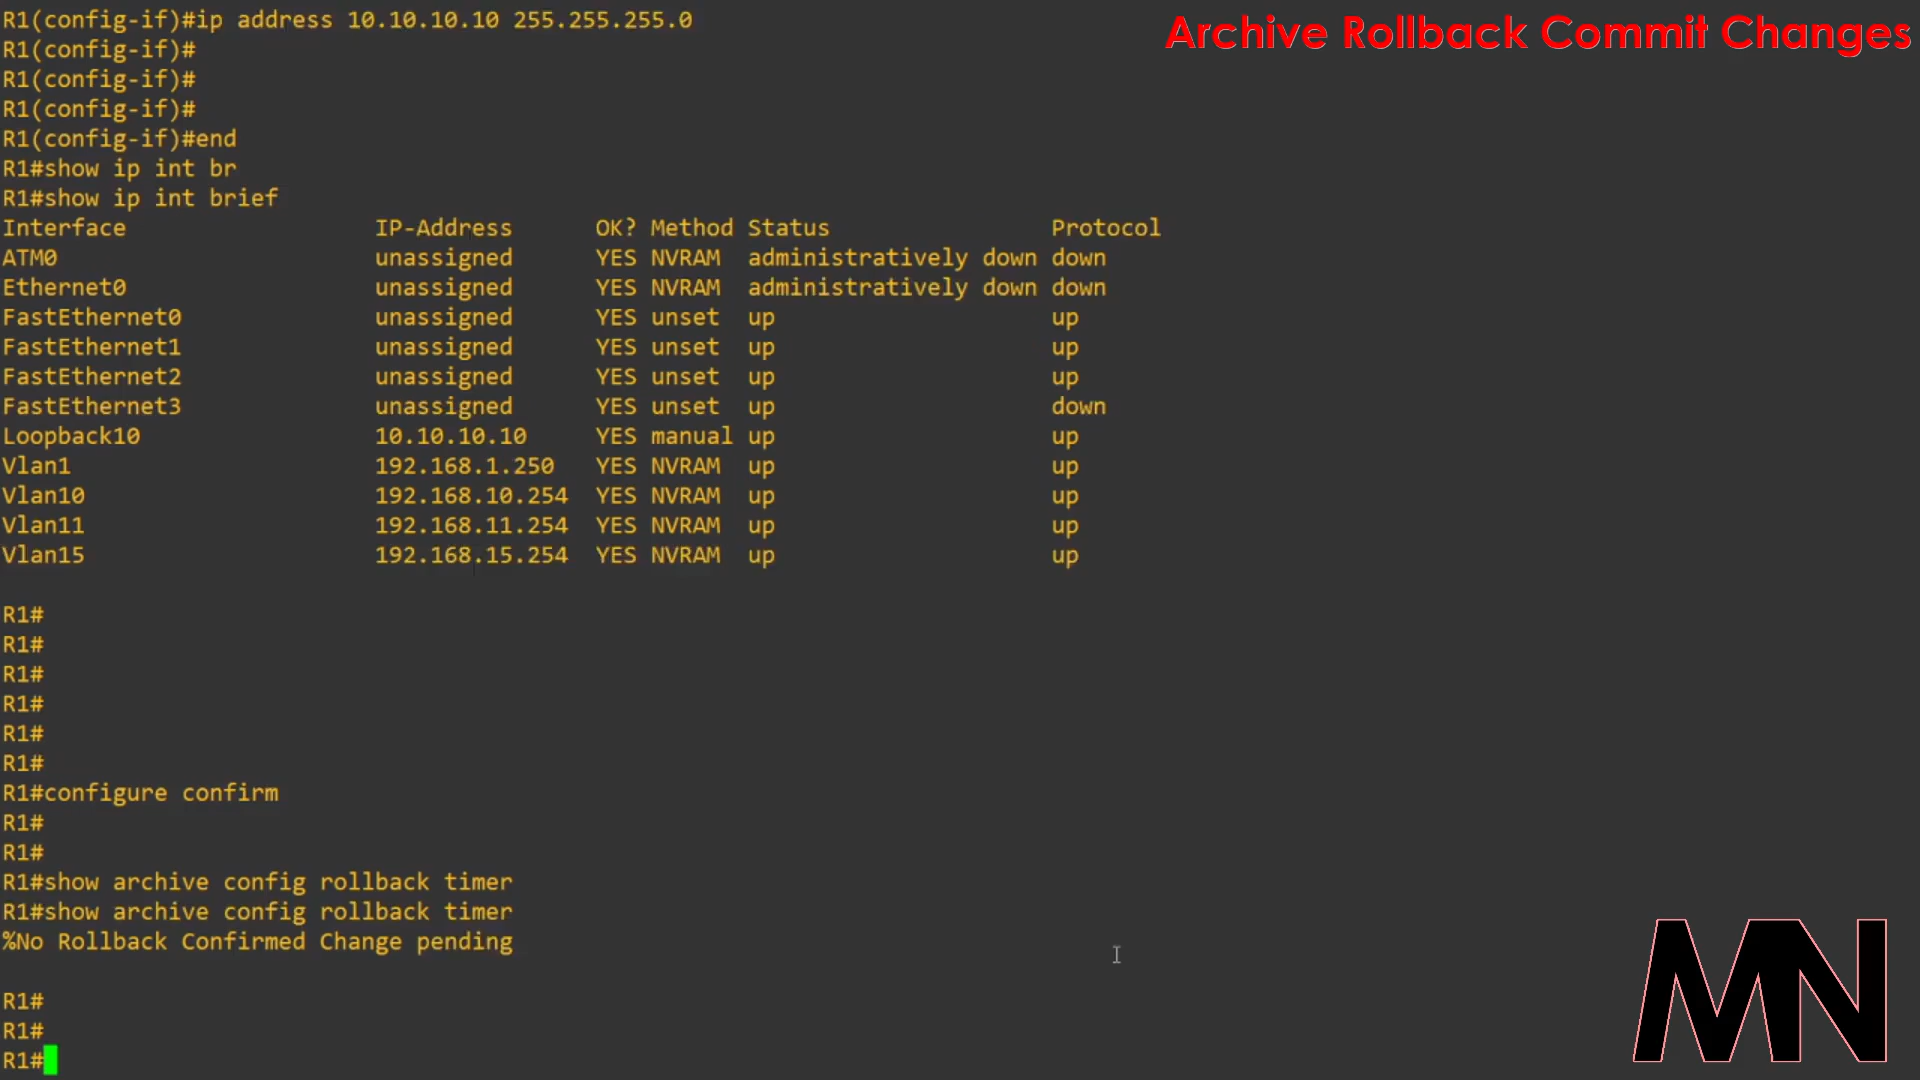 R1(config-if)#ip address 10.10.10.10 255.255.255.0
Archive Rollback Commit Changes
R1(config-if)#
R1(config-if)#
R1(config-if)#
R1(config-if)#end
R1#show ip int br
R1#show ip int brief
Interface IP-Address OK? Method Status Protocol
ATM0 unassigned YES NVRAM administratively down down
Ethernet0 unassigned YES NVRAM administratively down down
FastEthernet0 unassigned YES unset up up
FastEthernet1 unassigned YES unset up up
FastEthernet2 unassigned YES unset up up
FastEthernet3 unassigned YES unset up down
Loopback10 10.10.10.10 YES manual up up
Vlan1 192.168.1.250 YES NVRAM up up
Vlan10 192.168.10.254 YES NVRAM up up
Vlan11 192.168.11.254 YES NVRAM up up
Vlan15 192.168.15.254 YES NVRAM up up
R1#
R1#
R1#
R1#
R1#
R1#
R1#configure confirm
R1#
R1#
R1#show archive config rollback timer
R1#show archive config rollback timer
%No Rollback Confirmed Change pending
R1#
R1#
R1#
MN